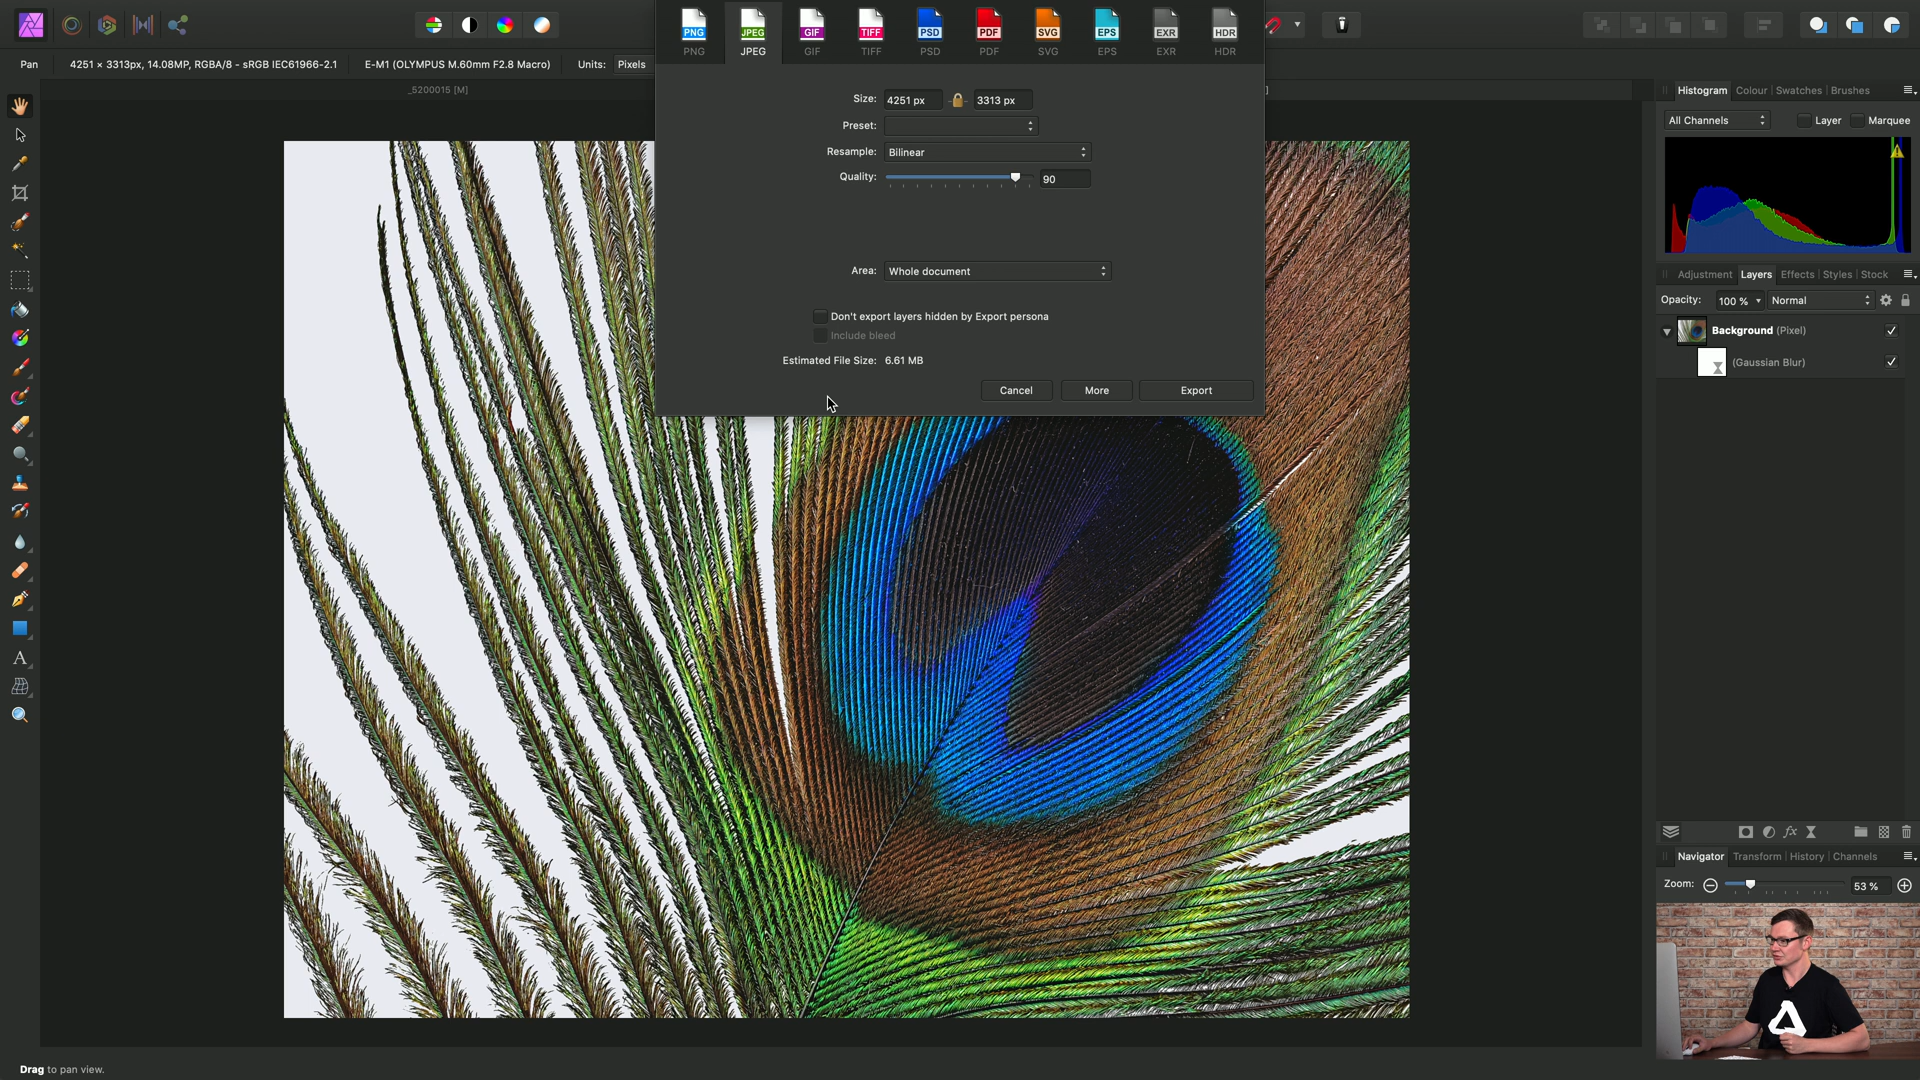 PNG JPEG GIF TIFF PSD PDF SVG EPS EXR HDR
PNG JPEG GIF TIFF PSD PDF SVG EPS EXR HDR
Pan 4251 × 3313px, 14.08MP, RGBA/8 - sRGB IEC61966-2.1 E-M1 (OLYMPUS M.60mm F2.8 Macro) Units: Pixels
_5200015 [M]
Histogram Colour Swatches Brushes
Size: 4251 px 3313 px
All Channels Layer Marquee
Preset:
Resample: Bilinear
Quality: 90
Area: Whole document
Adjustment Layers Effects Styles Stock
Opacity: 100 % Normal
Don't export layers hidden by Export persona
Include bleed
Background (Pixel)
Estimated File Size: 6.61 MB
(Gaussian Blur)
Cancel More Export
A
fx
Navigator Transform History Channels
Zoom: 53 %
Drag to pan view.